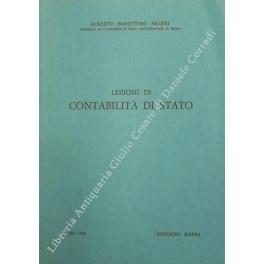 ALBERTO BARETTONI ARLERI
LEZIONI DI
CONTABILITÀ DI STATO
EDIZIONI KAPPA
Libreria Antiquaria Giulio Cesare di Daniele Corradi